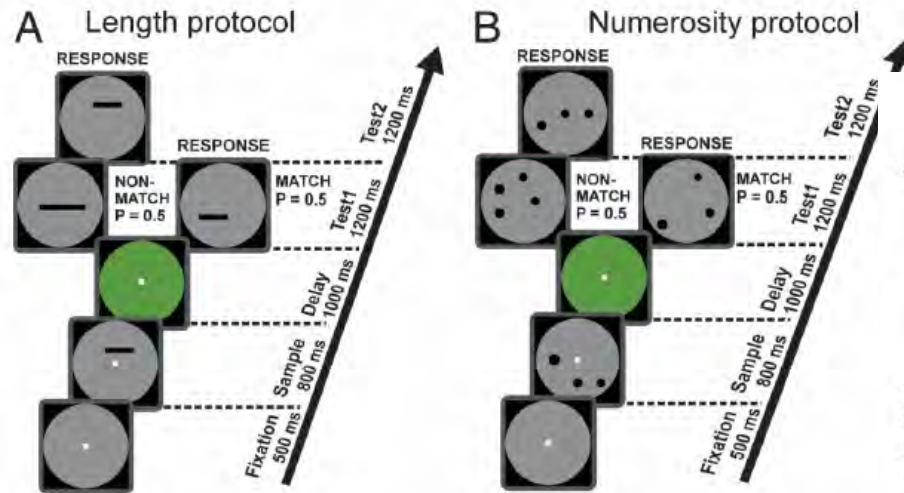 A Length protocol
RESPONSE
RESPONSE
NON-
MATCH
P = 0.5
MATCH
P = 0.5
Test2
1200 ms
Test1
1200 ms
Delay
1000 ms
Sample
800 ms
Fixation
500 ms
B Numerosity protocol
RESPONSE
RESPONSE
NON-
MATCH
P = 0.5
MATCH
P = 0.5
Test2
1200 ms
Test1
1200 ms
Delay
1000 ms
Sample
800 ms
Fixation
500 ms